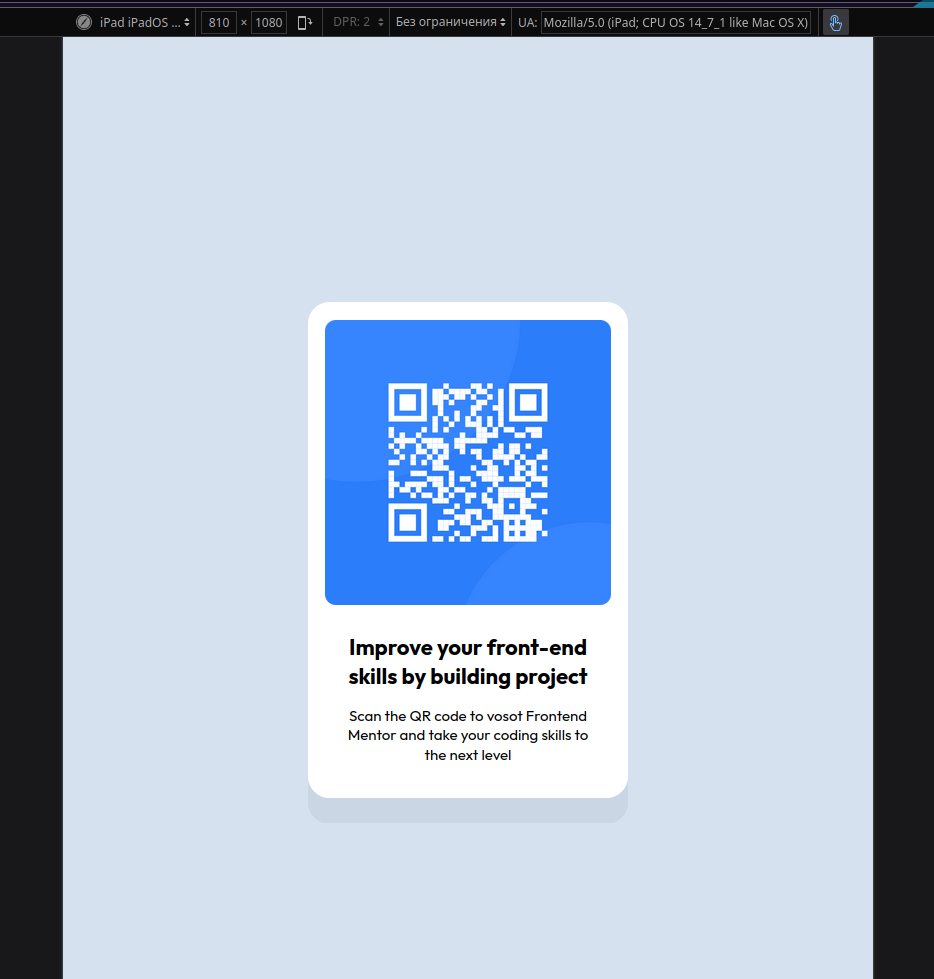 iPad iPadOS ... 810 × 1080 DPR: 2 Без ограничения UA: Mozilla/5.0 (iPad; CPU OS 14_7_1 like Mac OS X)
Improve your front-end
skills by building project
Scan the QR code to vosot Frontend
Mentor and take your coding skills to
the next level